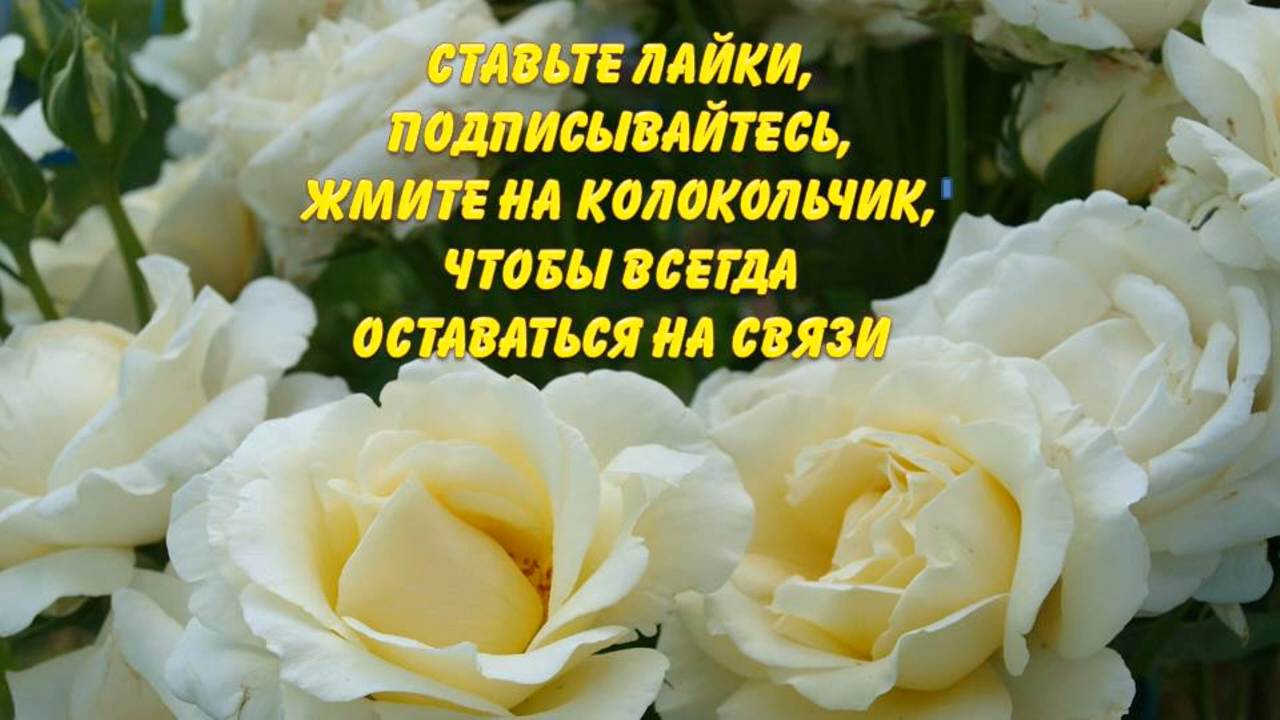 СТАВЬТЕ ЛАЙКИ,
ПОДПИСЫВАЙТЕСЬ,
ЖМИТЕ НА КОЛОКОЛЬЧИК,
ЧТОБЫ ВСЕГДА
ОСТАВАТЬСЯ НА СВЯЗИ